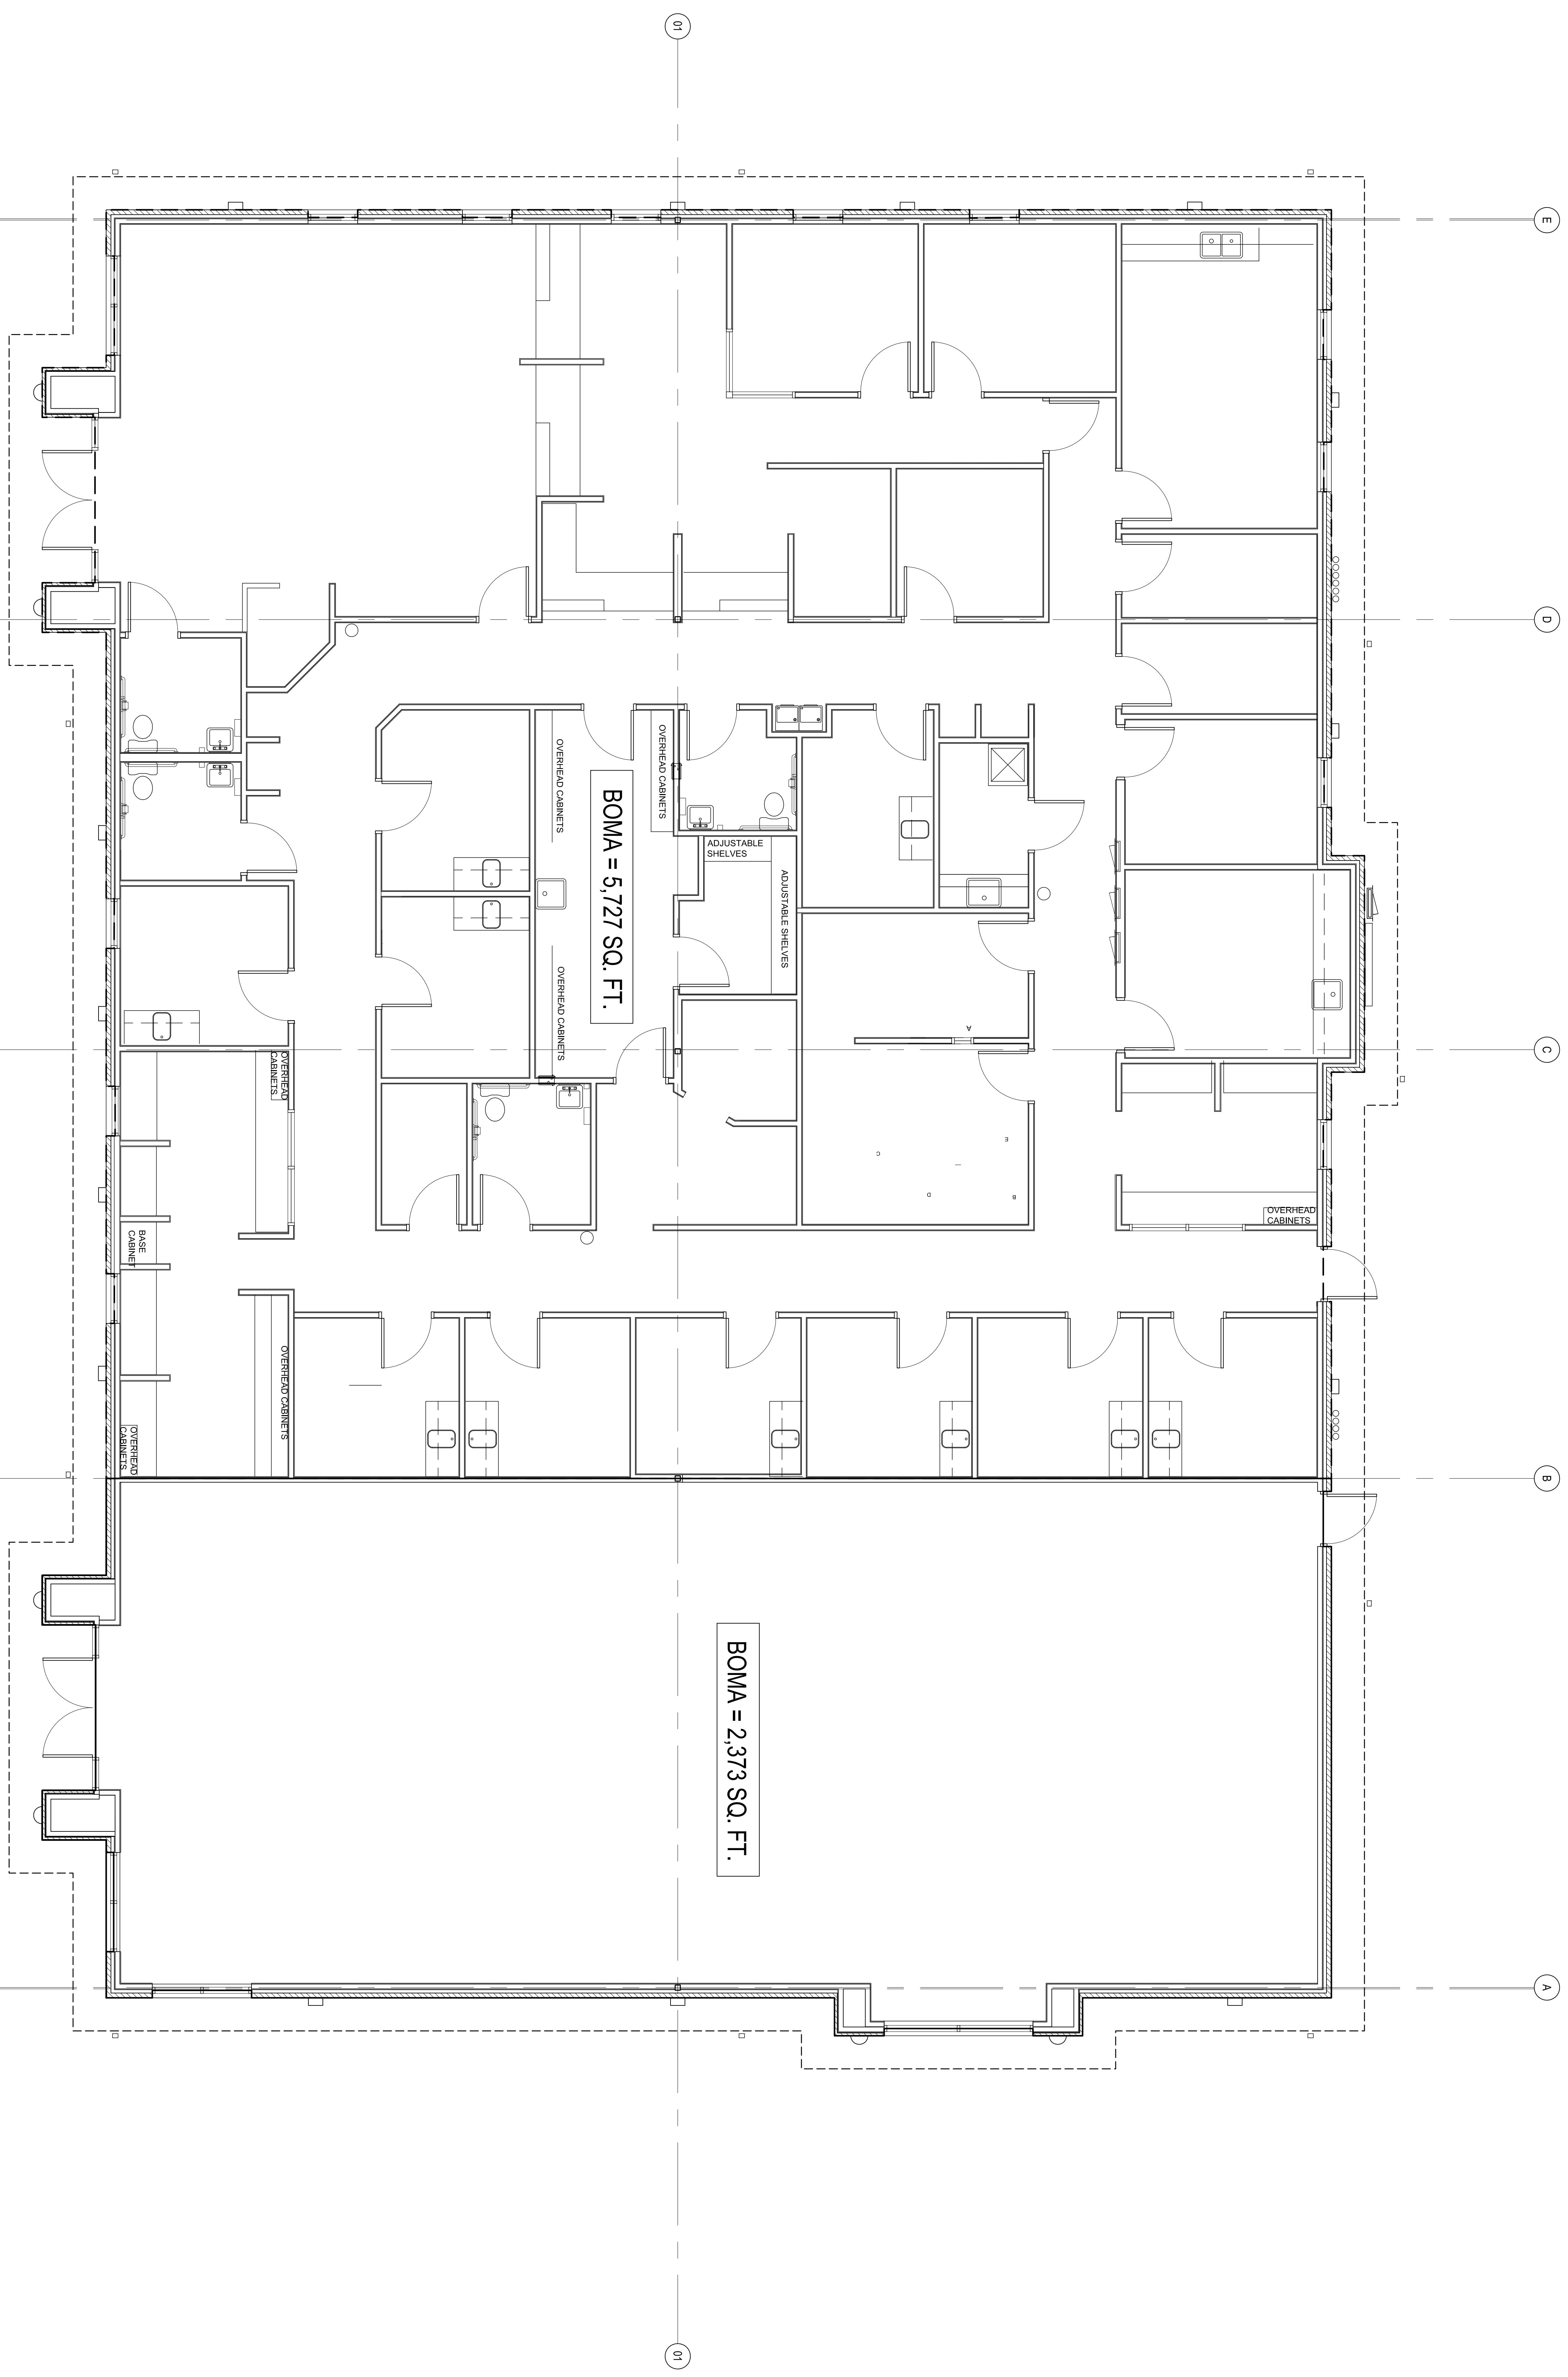 01
E
D
OVERHEAD CABINETS
OVERHEAD CABINETS
BOMA = 5,727 SQ. FT.
ADJUSTABLE
SHELVES
ADJUSTABLE SHELVES
OVERHEAD CABINETS
A
C
OVERHEAD
CABINETS
E
C
D
B
OVERHEAD
CABINETS
BASE
CABINET
OVERHEAD CABINETS
OVERHEAD
CABINETS
B
BOMA = 2,373 SQ. FT.
A
01